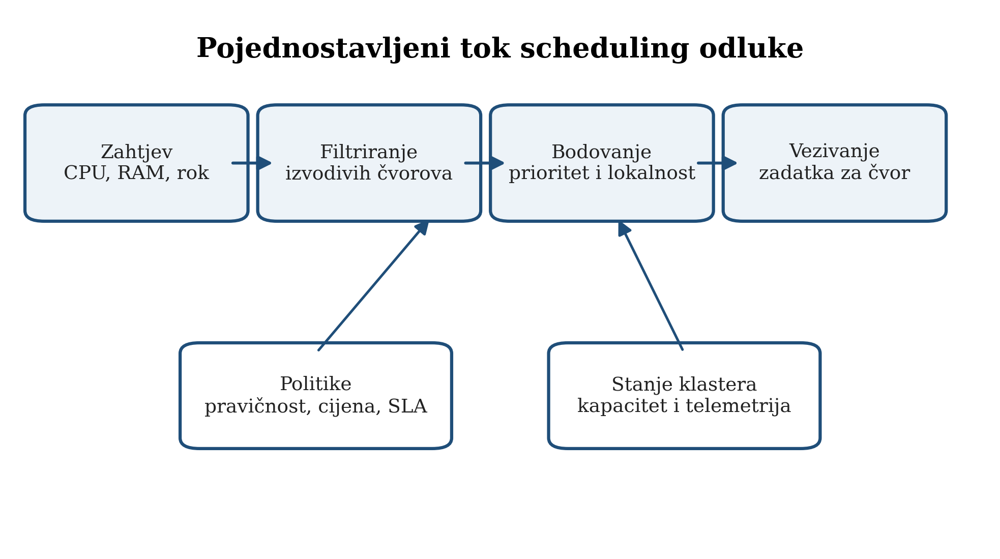 Pojednostavljeni tok scheduling odluke
Zahtjev
CPU, RAM, rok
Filtriranje
izvodivih čvorova
Bodovanje
prioritet i lokalnost
Vezivanje
zadatka za čvor
Politike
pravičnost, cijena, SLA
Stanje klastera
kapacitet i telemetrija